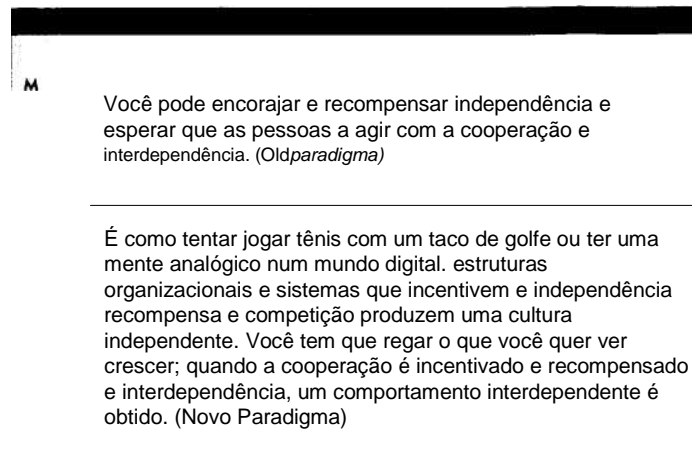 M
Você pode encorajar e recompensar independência e
esperar que as pessoas a agir com a cooperação e
interdependência. (Oldparadigma)
É como tentar jogar tênis com um taco de golfe ou ter uma
mente analógico num mundo digital. estruturas
organizacionais e sistemas que incentivem e independência
recompensa e competição produzem uma cultura
independente. Você tem que regar o que você quer ver
crescer; quando a cooperação é incentivado e recompensado
e interdependência, um comportamento interdependente é
obtido. (Novo Paradigma)